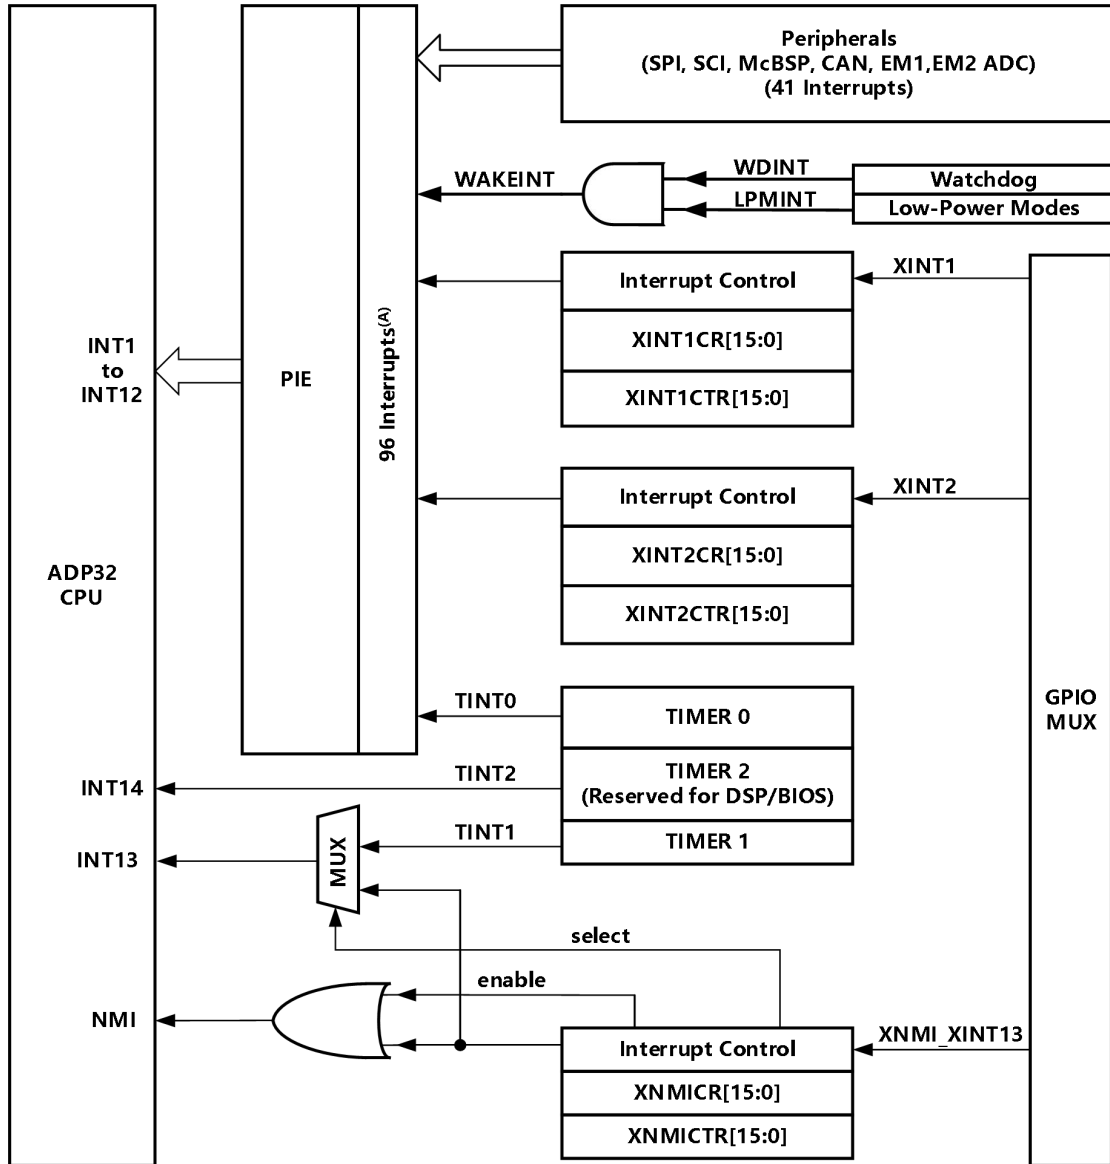 Peripherals
(SPI, SCI, McBSP, CAN, EM1,EM2 ADC)
(41 Interrupts)
WAKEINT
WDINT
LPMINT
Watchdog
Low-Power Modes
Interrupt Control
XINT1CR[15:0]
XINT1CTR[15:0]
XINT1
INT1
to
INT12
PIE
96 Interrupts(A)
Interrupt Control
XINT2CR[15:0]
XINT2CTR[15:0]
XINT2
ADP32
CPU
GPIO
MUX
TINT0
TIMER 0
INT14
TINT2
TIMER 2
(Reserved for DSP/BIOS)
INT13
MUX
TINT1
TIMER 1
select
enable
NMI
Interrupt Control
XNMICR[15:0]
XNMICTR[15:0]
XNMI_XINT13